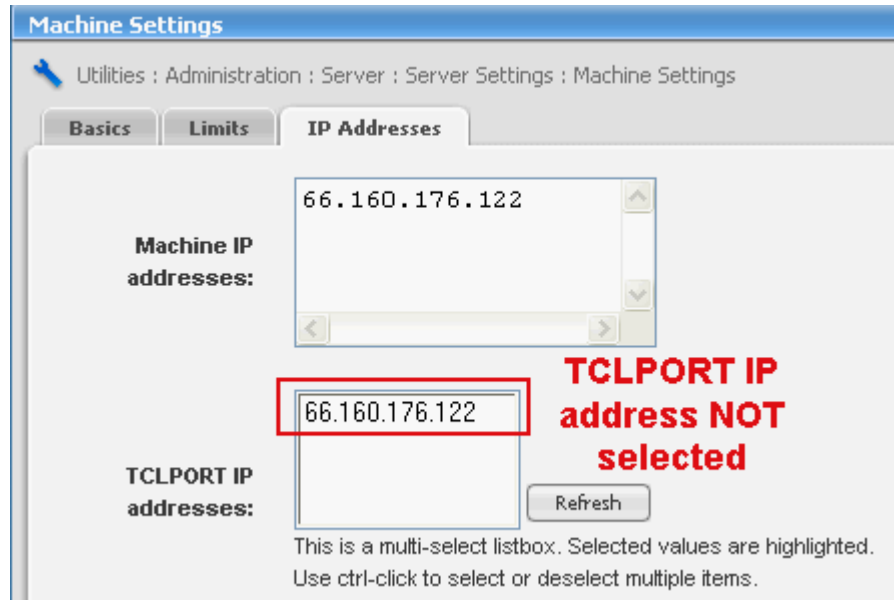 Machine Settings
Utilities : Administration : Server : Server Settings : Machine Settings
Basics Limits IP Addresses
66.160.176.122
Machine IP
addresses:
TCLPORT IP
address NOT
selected
66.160.176.122
TCLPORT IP
addresses:
Refresh
This is a multi-select listbox. Selected values are highlighted.
Use ctrl-click to select or deselect multiple items.